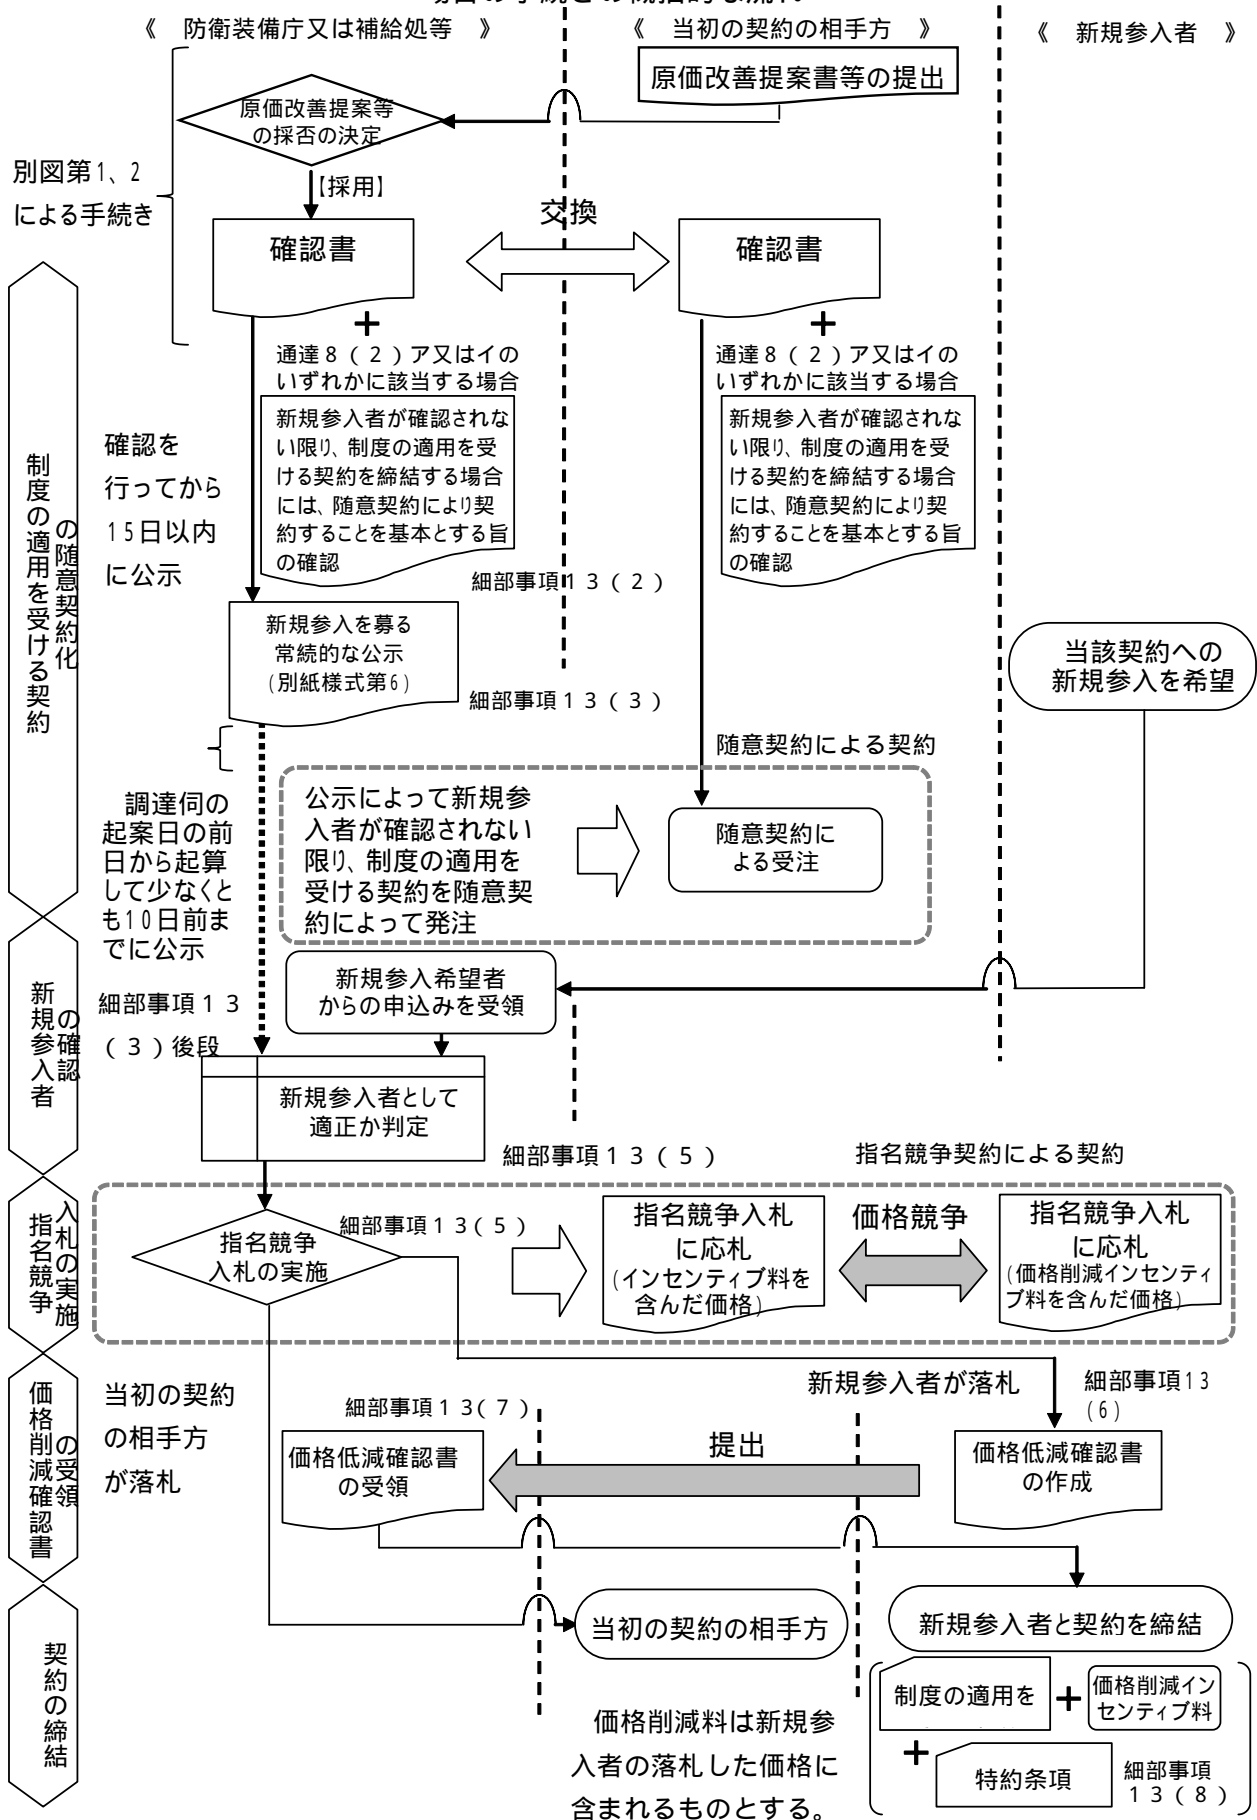 《　防衛装備庁又は補給処等　》
《　当初の契約の相手方　》
《　新規参入者　》
原価改善提案書等の提出
原価改善提案等
の採否の決定
別図第1、2
による手続き
【採用】
確認書
交換
確認書
＋
＋
通達８（２）ア又はイの
いずれかに該当する場合
通達８（２）ア又はイの
いずれかに該当する場合
新規参入者が確認されな
い限り、制度の適用を受
ける契約を締結する場合
には、随意契約により契
約することを基本とする旨
の確認
新規参入者が確認されな
い限り、制度の適用を受
ける契約を締結する場合
には、随意契約により契
約することを基本とする旨
の確認
制度の適用を受ける契約
の随意契約化
確認を
行ってから
15日以内
に公示
細部事項１３（２）
新規参入を募る
常続的な公示
(別紙様式第6)
細部事項１３（３）
当該契約への
新規参入を希望
随意契約による契約
調達伺の
起案日の前
日から起算
して少なくと
も10日前ま
でに公示
公示によって新規参
入者が確認されない
限り、制度の適用を
受ける契約を随意契
約によって発注
随意契約に
よる受注
新規参入者
の確認
細部事項１３
（３）後段
新規参入希望者
からの申込みを受領
新規参入者として
適正か判定
細部事項１３（５）
指名競争契約による契約
指名競争
入札の実施
指名競争
入札の実施
細部事項13(５)
指名競争入札
に応札
(インセンティブ料を
含んだ価格)
価格競争
指名競争入札
に応札
(価格削減インセンティ
ブ料を含んだ価格)
価格削減確認書
の受領
当初の契約
の相手方
が落札
新規参入者が落札
細部事項13
(６)
細部事項１３(７)
価格低減確認書
の受領
提出
価格低減確認書
の作成
契約の締結
当初の契約の相手方
新規参入者と契約を締結
制度の適用を
＋
価格削減イン
センティブ料
＋
特約条項
細部事項
１３（８）
価格削減料は新規参
入者の落札した価格に
含まれるものとする。